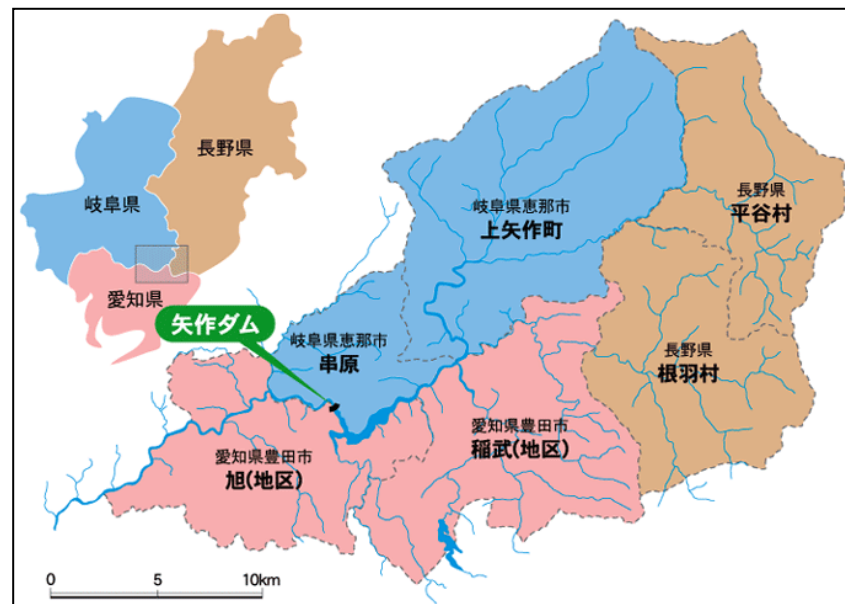 長野県
岐阜県
愛知県
矢作ダム
岐阜県恵那市
上矢作町
長野県
平谷村
岐阜県恵那市
串原
長野県
根羽村
愛知県豊田市
稲武(地区)
愛知県豊田市
旭(地区)
0 5 10km